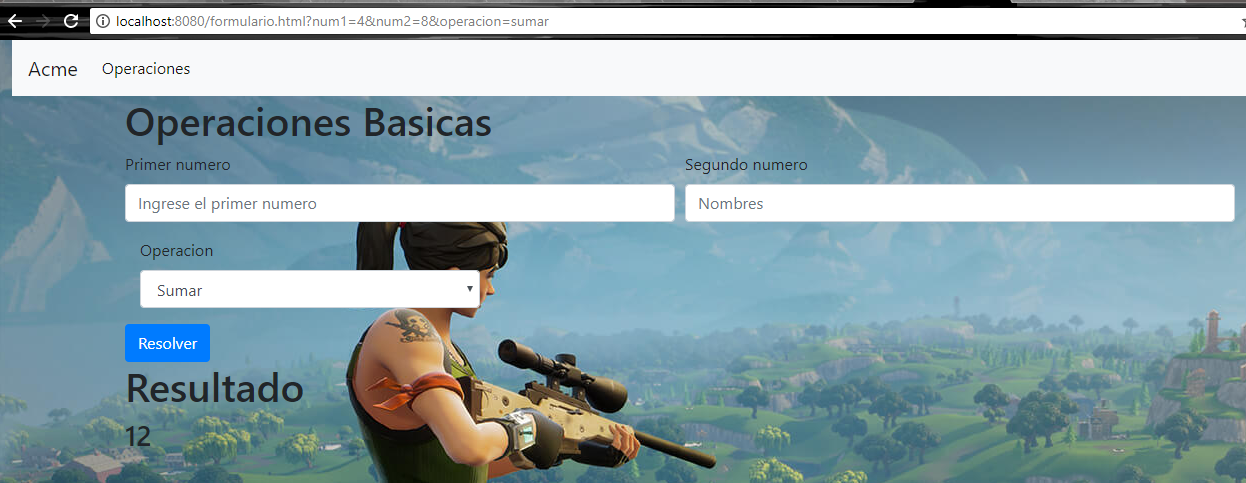 localhost:8080/formulario.html?num1=4&num2=8&operacion=sumar
Acme Operaciones
Operaciones Basicas
Primer numero Segundo numero
Ingrese el primer numero Nombres
Operacion
Sumar
Resolver
Resultado
12